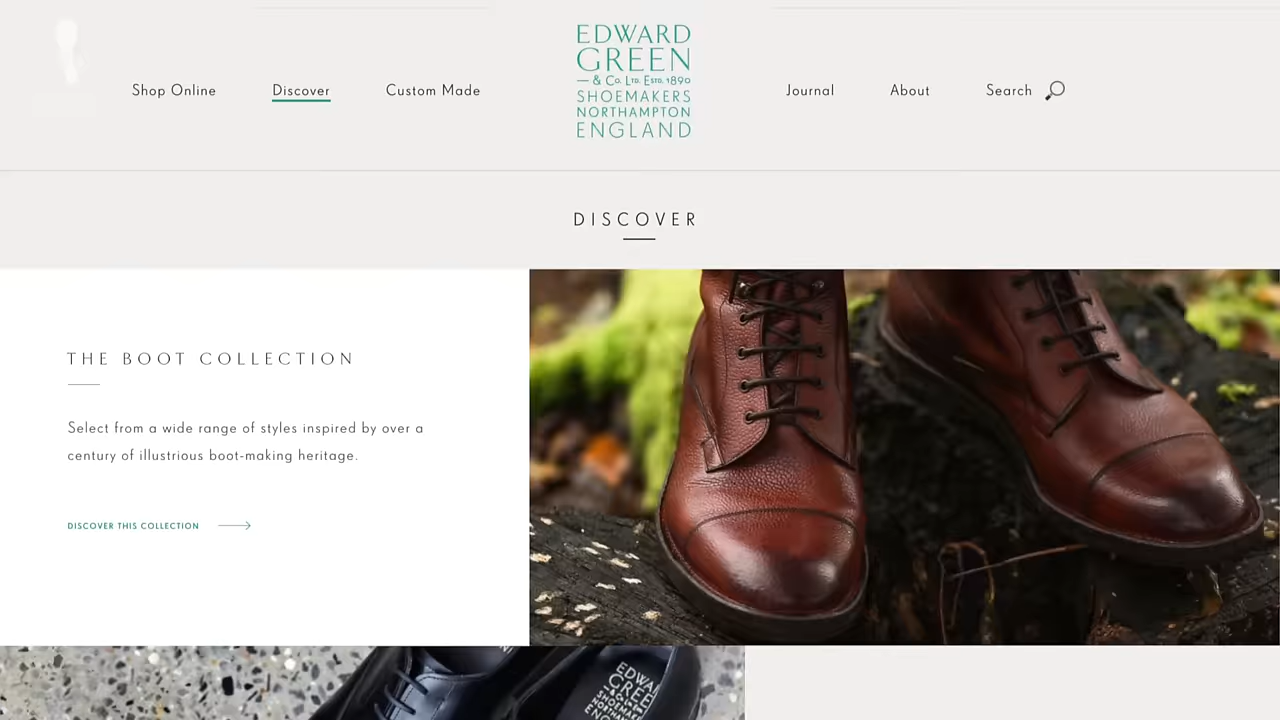 Shop Online
Discover
Custom Made
EDWARD
GREEN
— & Co. LTD. ESTD. 1890
SHOEMAKERS
NORTHAMPTON
ENGLAND
Journal
About
Search
DISCOVER
THE BOOT COLLECTION
Select from a wide range of styles inspired by over a
century of illustrious boot-making heritage.
DISCOVER THIS COLLECTION